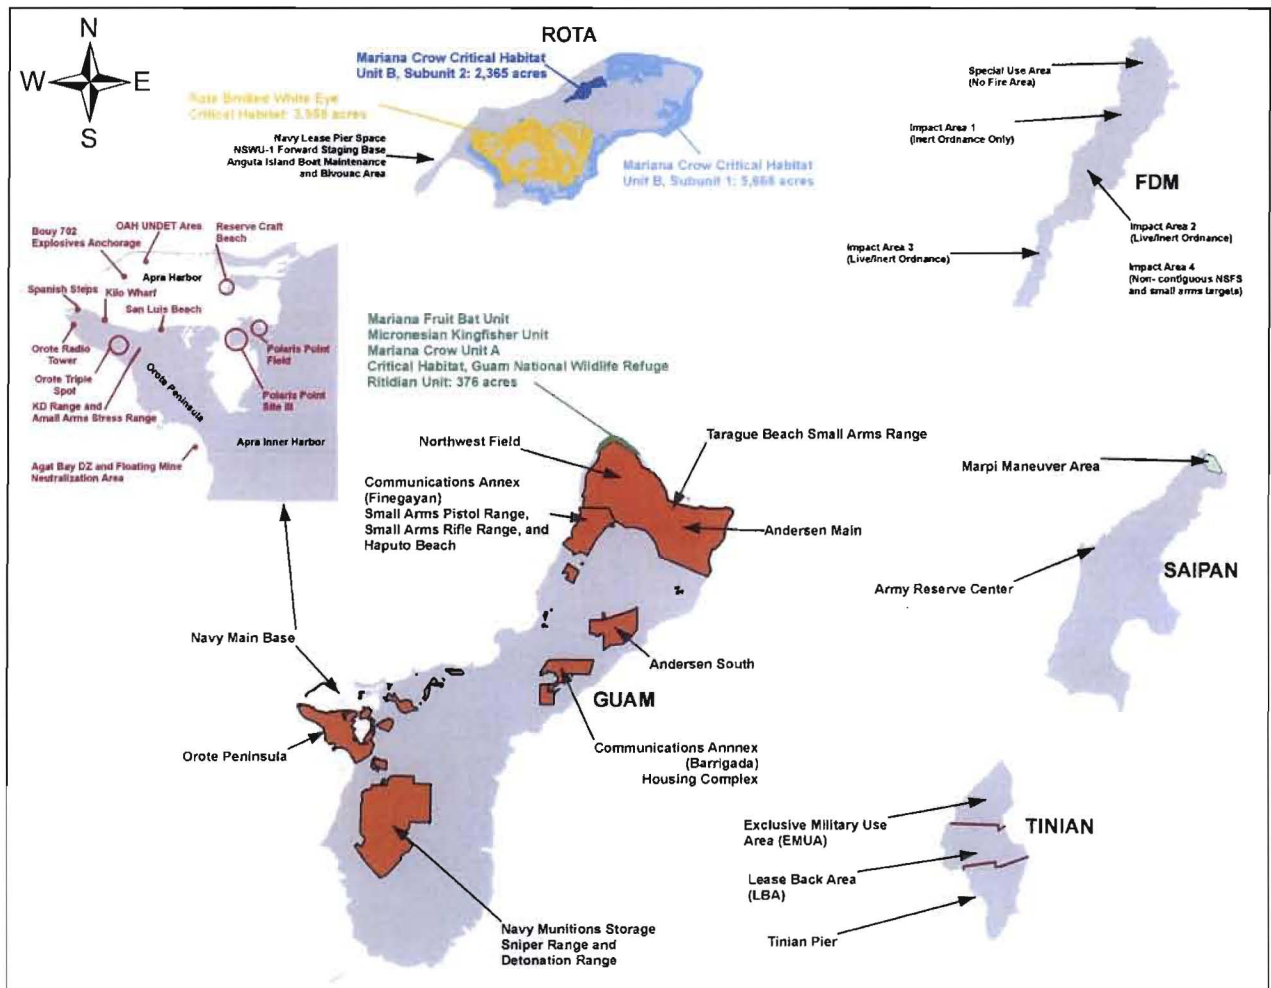 N
W
E
S
ROTA
Mariana Crow Critical Habitat
Unit B, Subunit 2: 2,365 acres
Rota Bridled White Eye
Critical Habitat: 3,958 acres
Navy Lease Pier Space
NSWU-1 Forward Staging Base
Anguta Island Boat Maintenance
and Bivouac Area
Mariana Crow Critical Habitat
Unit B, Subunit 1: 5,668 acres
Special Use Area
(No Fire Area)
Impact Area 1
(Inert Ordnance Only)
FDM
Impact Area 2
(Live/Inert Ordnance)
Impact Area 3
(Live/Inert Ordnance)
Impact Area 4
(Non- contiguous NSFS
and small arms targets)
Bouy 702
Explosives Anchorage
OAH UNDET Area
Reserve Craft
Beach
Apra Harbor
Spanish Steps
Kilo Wharf
San Luis Beach
Orote Radio
Tower
Orote Triple
Spot
KD Range and
Amall Arms Stress Range
Orote Peninsula
Polaris Point
Field
Polaris Point
Site III
Apra Inner Harbor
Agat Bay DZ and Floating Mine
Neutralization Area
Mariana Fruit Bat Unit
Micronesian Kingfisher Unit
Mariana Crow Unit A
Critical Habitat, Guam National Wildlife Refuge
Ritidian Unit: 376 acres
Northwest Field
Tarague Beach Small Arms Range
Communications Annex
(Finegayan)
Small Arms Pistol Range,
Small Arms Rifle Range, and
Haputo Beach
Andersen Main
Marpi Maneuver Area
Army Reserve Center
SAIPAN
Navy Main Base
Andersen South
GUAM
Orote Peninsula
Communications Annnex
(Barrigada)
Housing Complex
Exclusive Military Use
Area (EMUA)
TINIAN
Lease Back Area
(LBA)
Tinian Pier
Navy Munitions Storage
Sniper Range and
Detonation Range